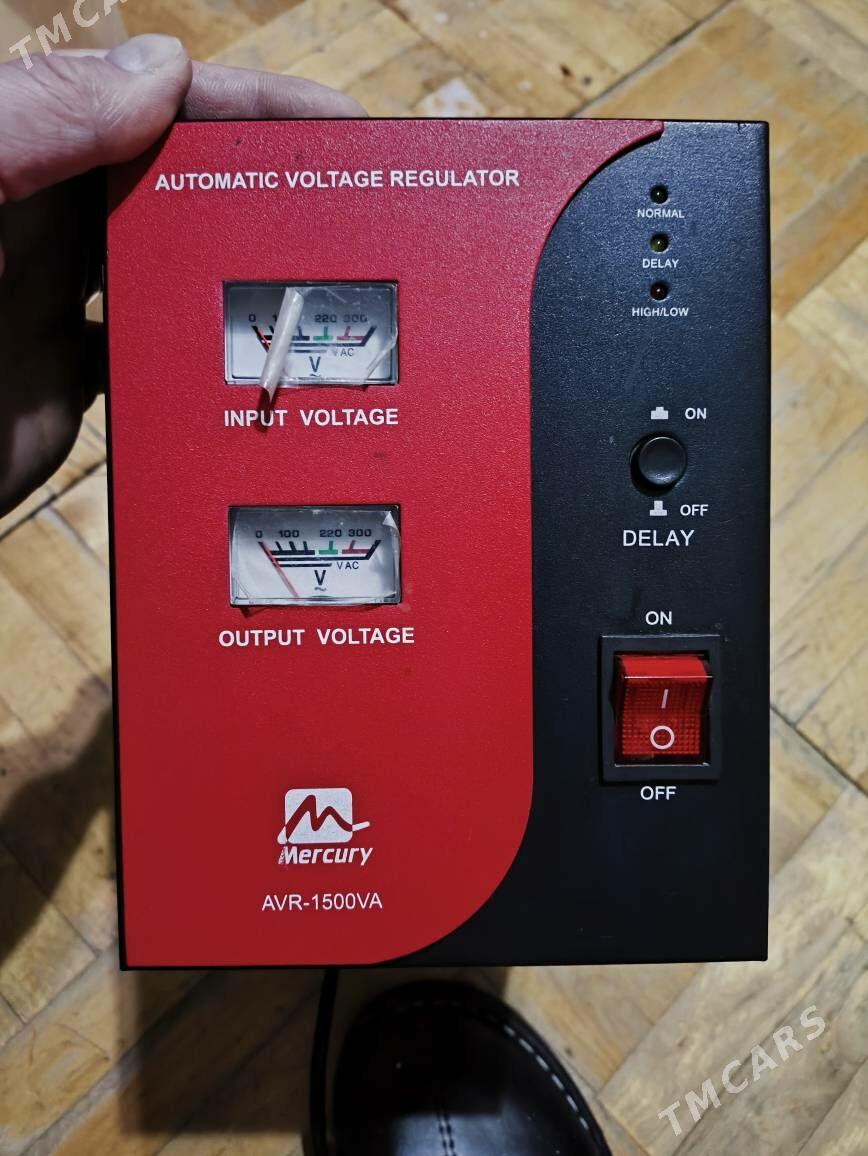 TMCARS
AUTOMATIC VOLTAGE REGULATOR
NORMAL
DELAY
HIGH/LOW
0 220 300
VAC
V
INPUT VOLTAGE
ON
OFF
DELAY
0 100 220 300
VAC
V
OUTPUT VOLTAGE
ON
I
O
OFF
Mercury
AVR-1500VA
TMCARS